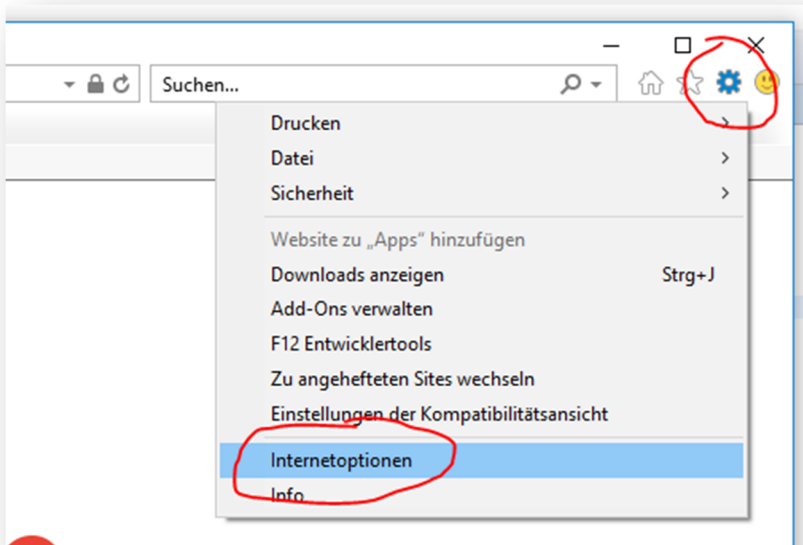 Suchen...
Drucken
Datei
Sicherheit
Website zu „Apps“ hinzufügen
Downloads anzeigen Strg+J
Add-Ons verwalten
F12 Entwicklertools
Zu angehefteten Sites wechseln
Einstellungen der Kompatibilitätsansicht
Internetoptionen
Info